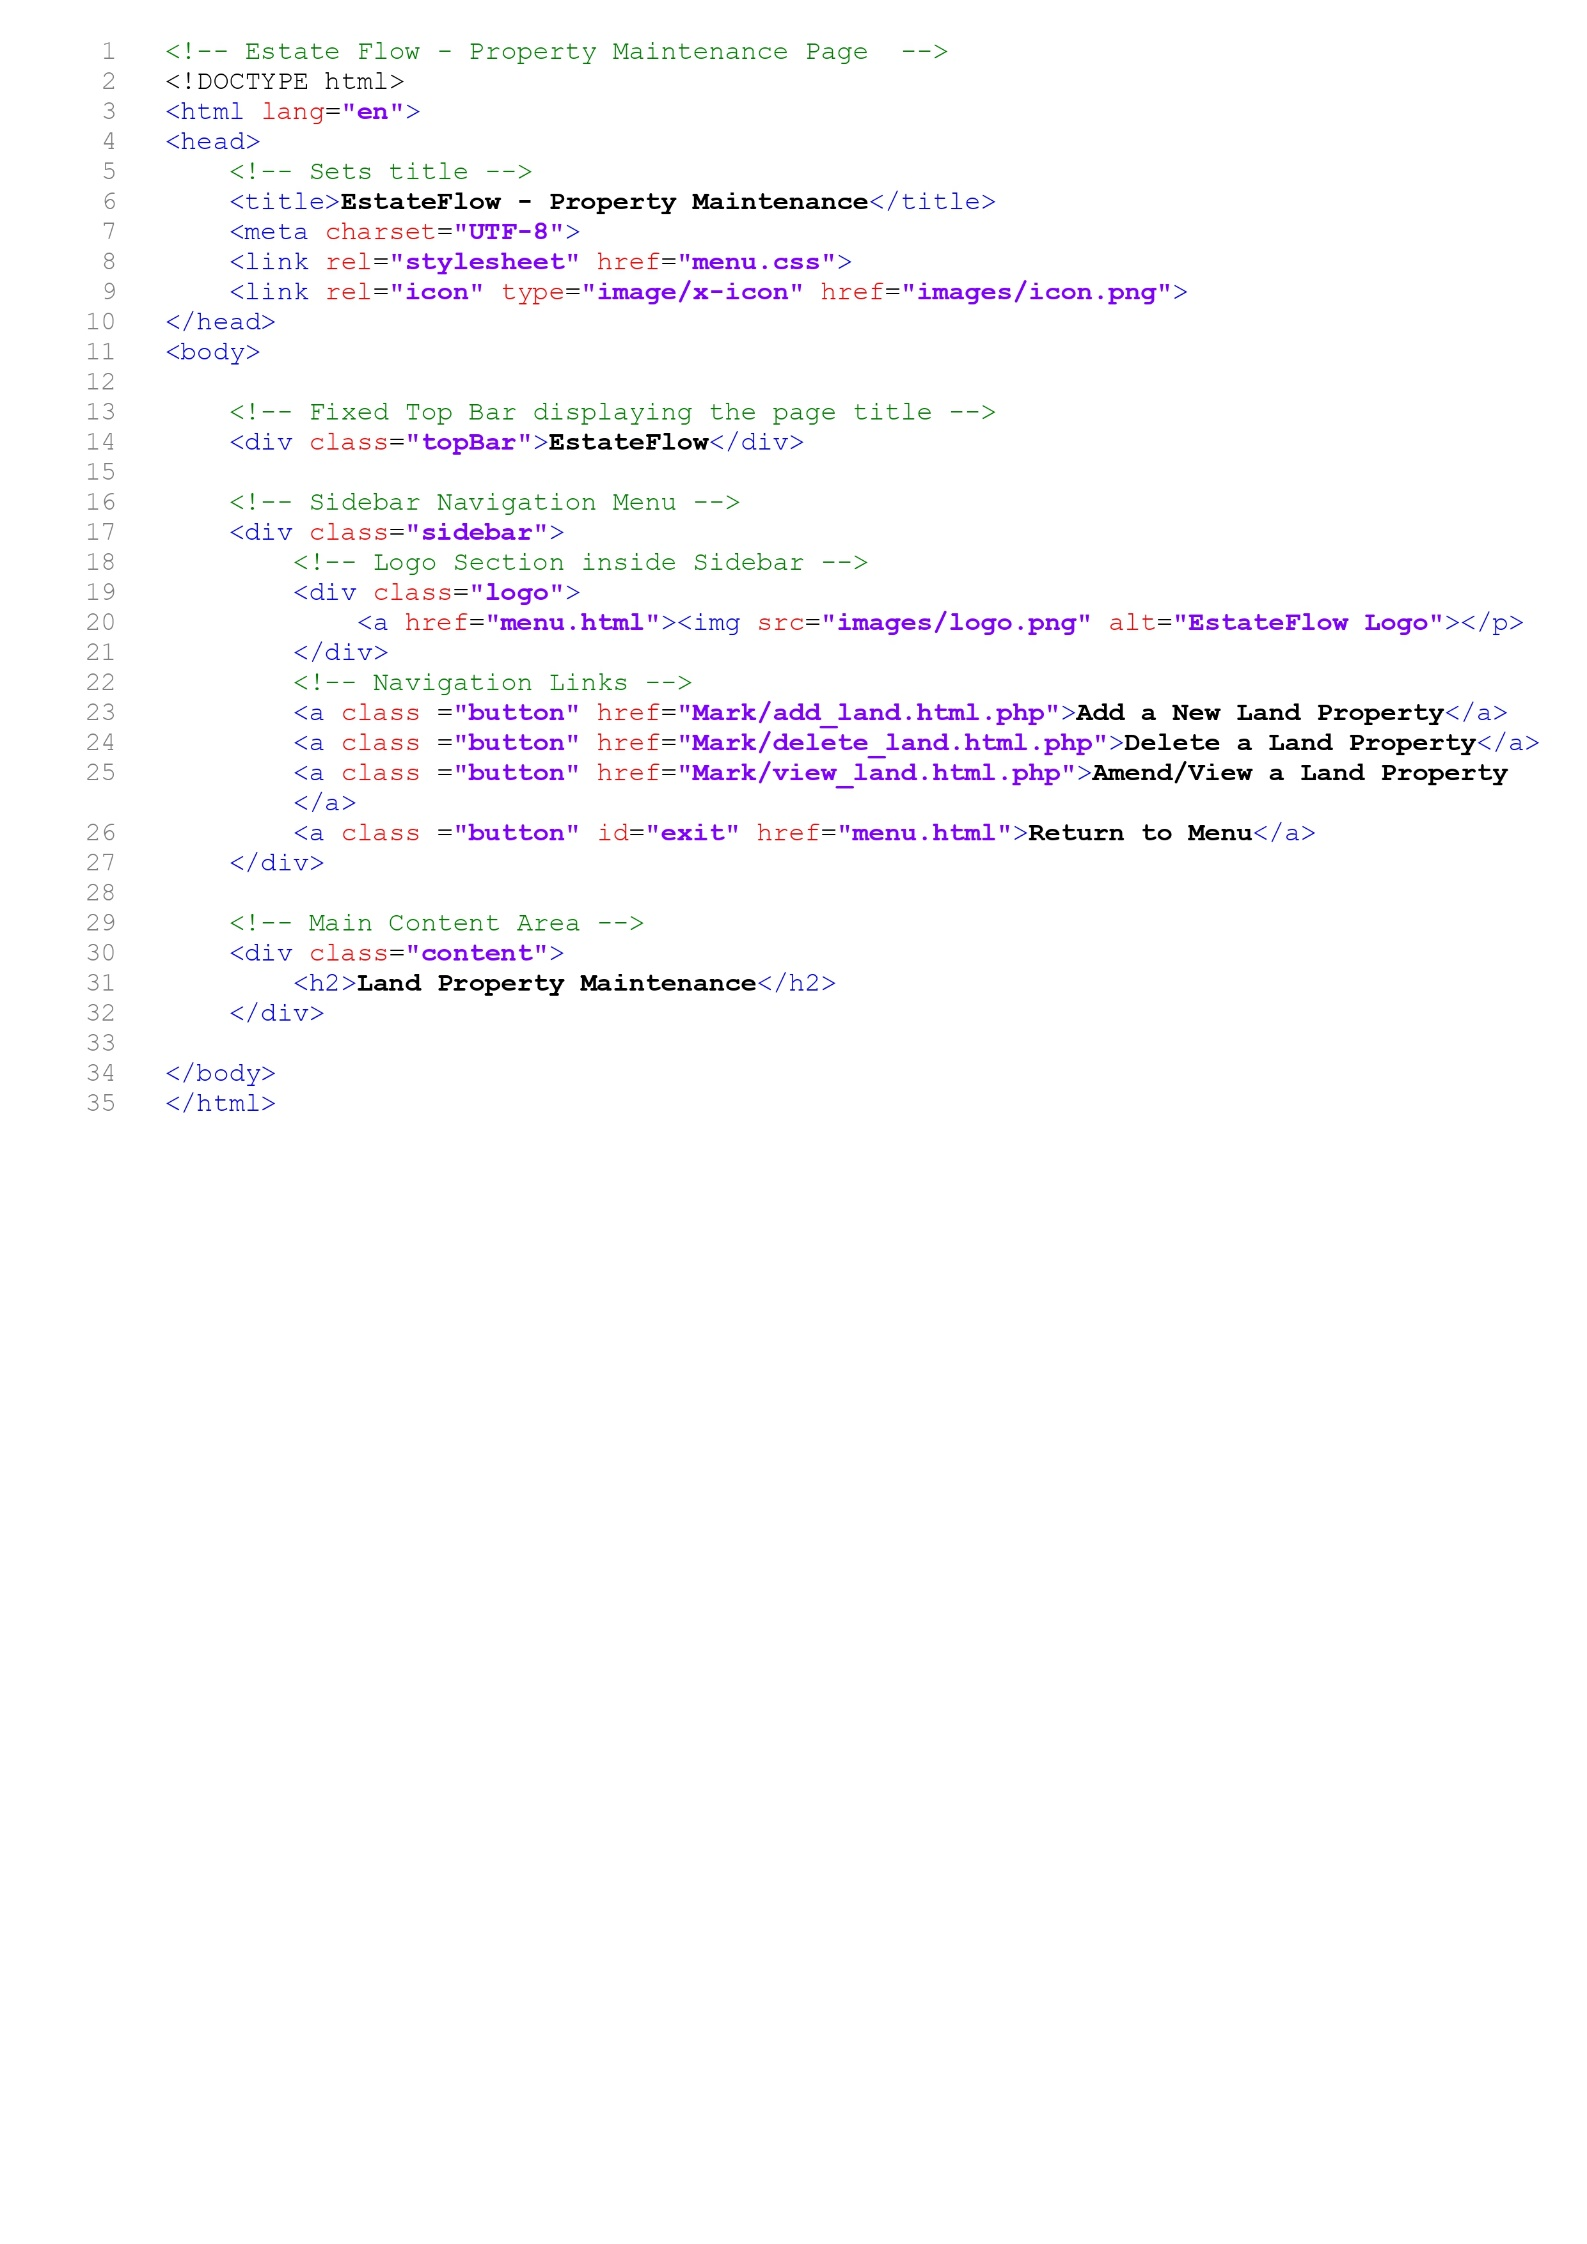 1 <!-- Estate Flow - Property Maintenance Page  -->
2 <!DOCTYPE html>
3 <html lang="en">
4 <head>
5     <!-- Sets title -->
6     <title>EstateFlow - Property Maintenance</title>
7     <meta charset="UTF-8">
8     <link rel="stylesheet" href="menu.css">
9     <link rel="icon" type="image/x-icon" href="images/icon.png">
10 </head>
11 <body>
12
13     <!-- Fixed Top Bar displaying the page title -->
14     <div class="topBar">EstateFlow</div>
15
16     <!-- Sidebar Navigation Menu -->
17     <div class="sidebar">
18         <!-- Logo Section inside Sidebar -->
19         <div class="logo">
20             <a href="menu.html"><img src="images/logo.png" alt="EstateFlow Logo"></p>
21         </div>
22         <!-- Navigation Links -->
23         <a class ="button" href="Mark/add_land.html.php">Add a New Land Property</a>
24         <a class ="button" href="Mark/delete_land.html.php">Delete a Land Property</a>
25         <a class ="button" href="Mark/view_land.html.php">Amend/View a Land Property
        </a>
26         <a class ="button" id="exit" href="menu.html">Return to Menu</a>
27     </div>
28
29     <!-- Main Content Area -->
30     <div class="content">
31         <h2>Land Property Maintenance</h2>
32     </div>
33
34 </body>
35 </html>